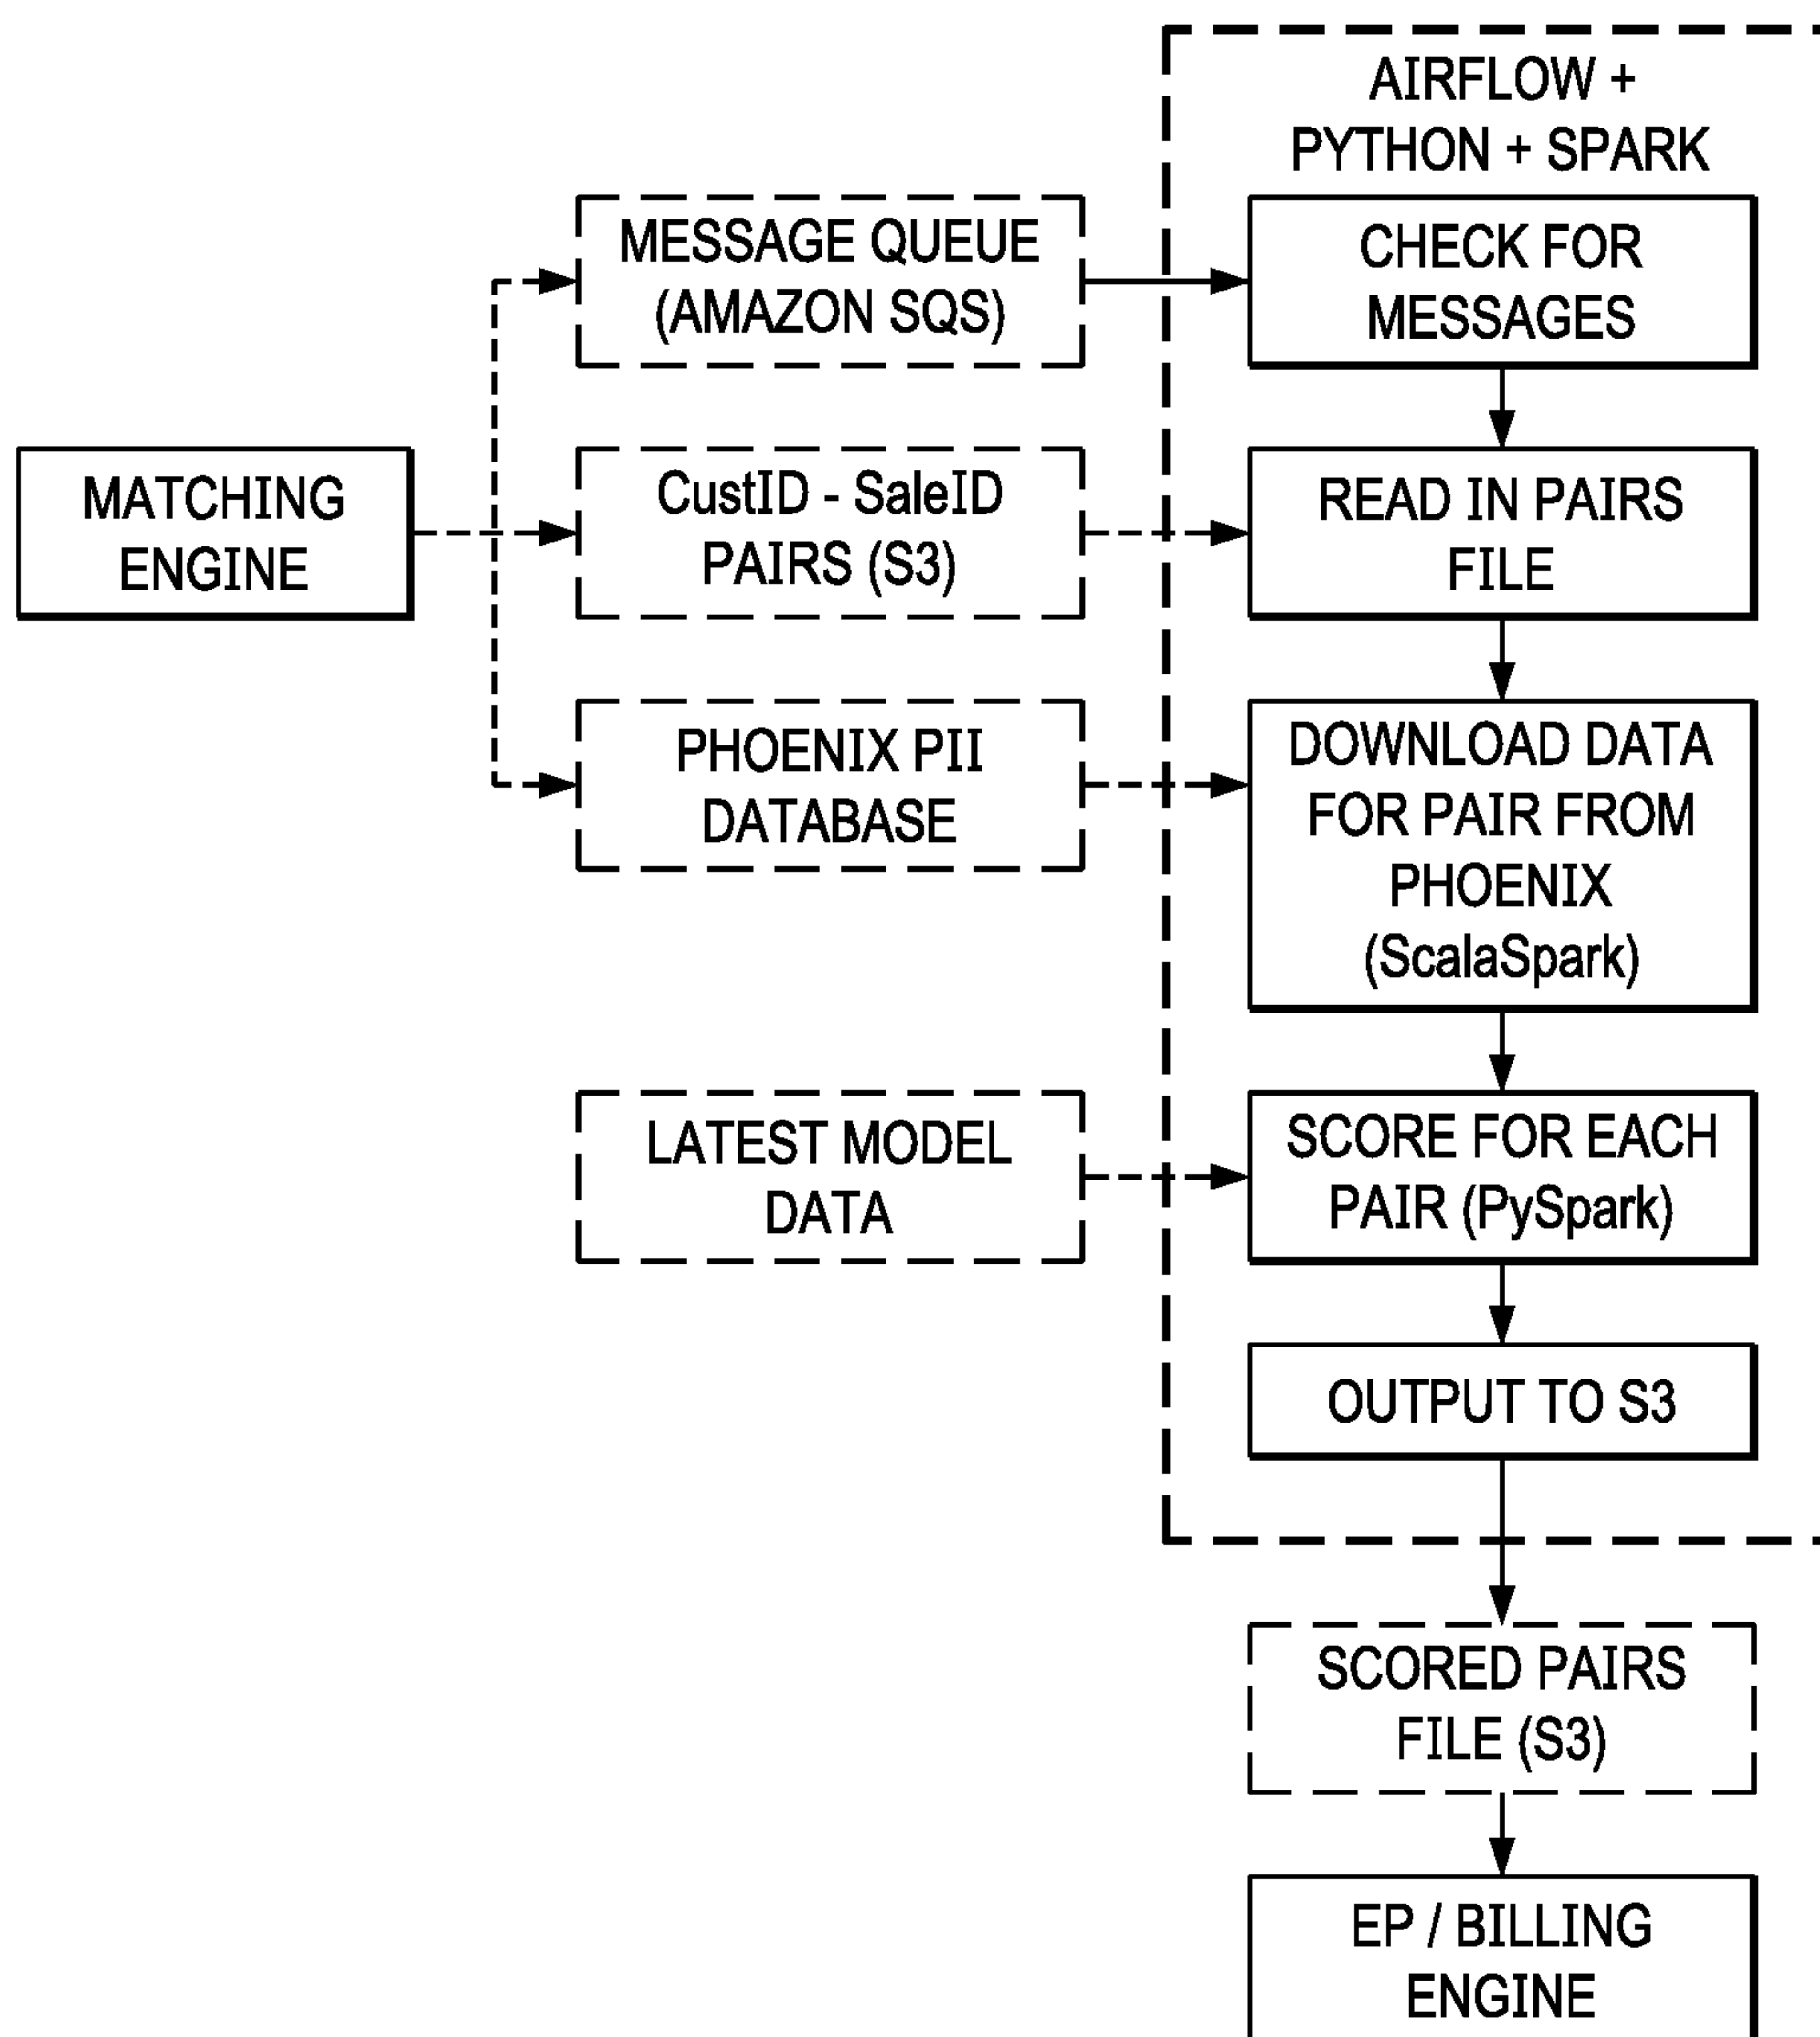 AIRFLOW +
PYTHON + SPARK
MESSAGE QUEUE
(AMAZON SQS)
CHECK FOR
MESSAGES
MATCHING
ENGINE
CustID - SaleID
PAIRS (S3)
READ IN PAIRS
FILE
PHOENIX PII
DATABASE
DOWNLOAD DATA
FOR PAIR FROM
PHOENIX
(ScalaSpark)
LATEST MODEL
DATA
SCORE FOR EACH
PAIR (PySpark)
OUTPUT TO S3
SCORED PAIRS
FILE (S3)
EP / BILLING
ENGINE